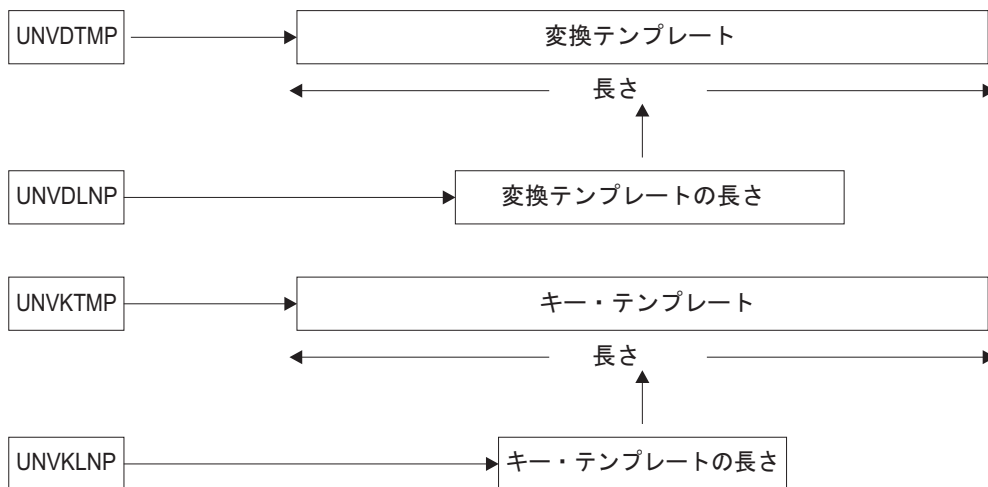 UNVDTMP
変換テンプレート
長さ
UNVDLNP
変換テンプレートの長さ
UNVKTMP
キー・テンプレート
長さ
UNVKLNP
キー・テンプレートの長さ